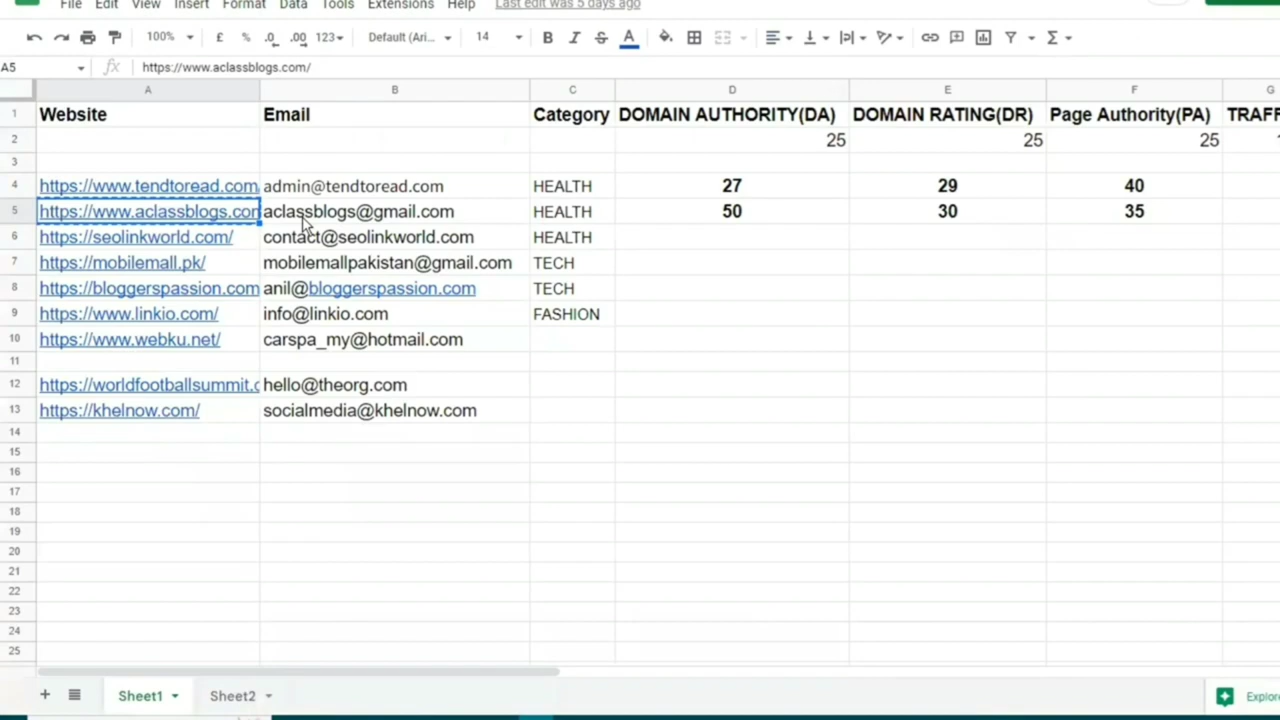 File Edit View Insert Format Data Tools Extensions Help Last edit was 5 days ago
100% £ % .0 .00 123 Default (Ari... 14 B I S A Σ
A5 fx https://www.aclassblogs.com/
A B C D E F G
1 Website Email Category DOMAIN AUTHORITY(DA) DOMAIN RATING(DR) Page Authority(PA) TRAFF
2 25 25 25
3
4 https://www.tendtoread.com/ admin@tendtoread.com HEALTH 27 29 40
5 https://www.aclassblogs.com aclassblogs@gmail.com HEALTH 50 30 35
6 https://seolinkworld.com/ contact@seolinkworld.com HEALTH
7 https://mobilemall.pk/ mobilemallpakistan@gmail.com TECH
8 https://bloggerspassion.com anil@bloggerspassion.com TECH
9 https://www.linkio.com/ info@linkio.com FASHION
10 https://www.webku.net/ carspa_my@hotmail.com
11
12 https://worldfootballsummit.c hello@theorg.com
13 https://khelnow.com/ socialmedia@khelnow.com
14
15
16
17
18
19
20
21
22
23
24
25
Sheet1 Sheet2 Explore